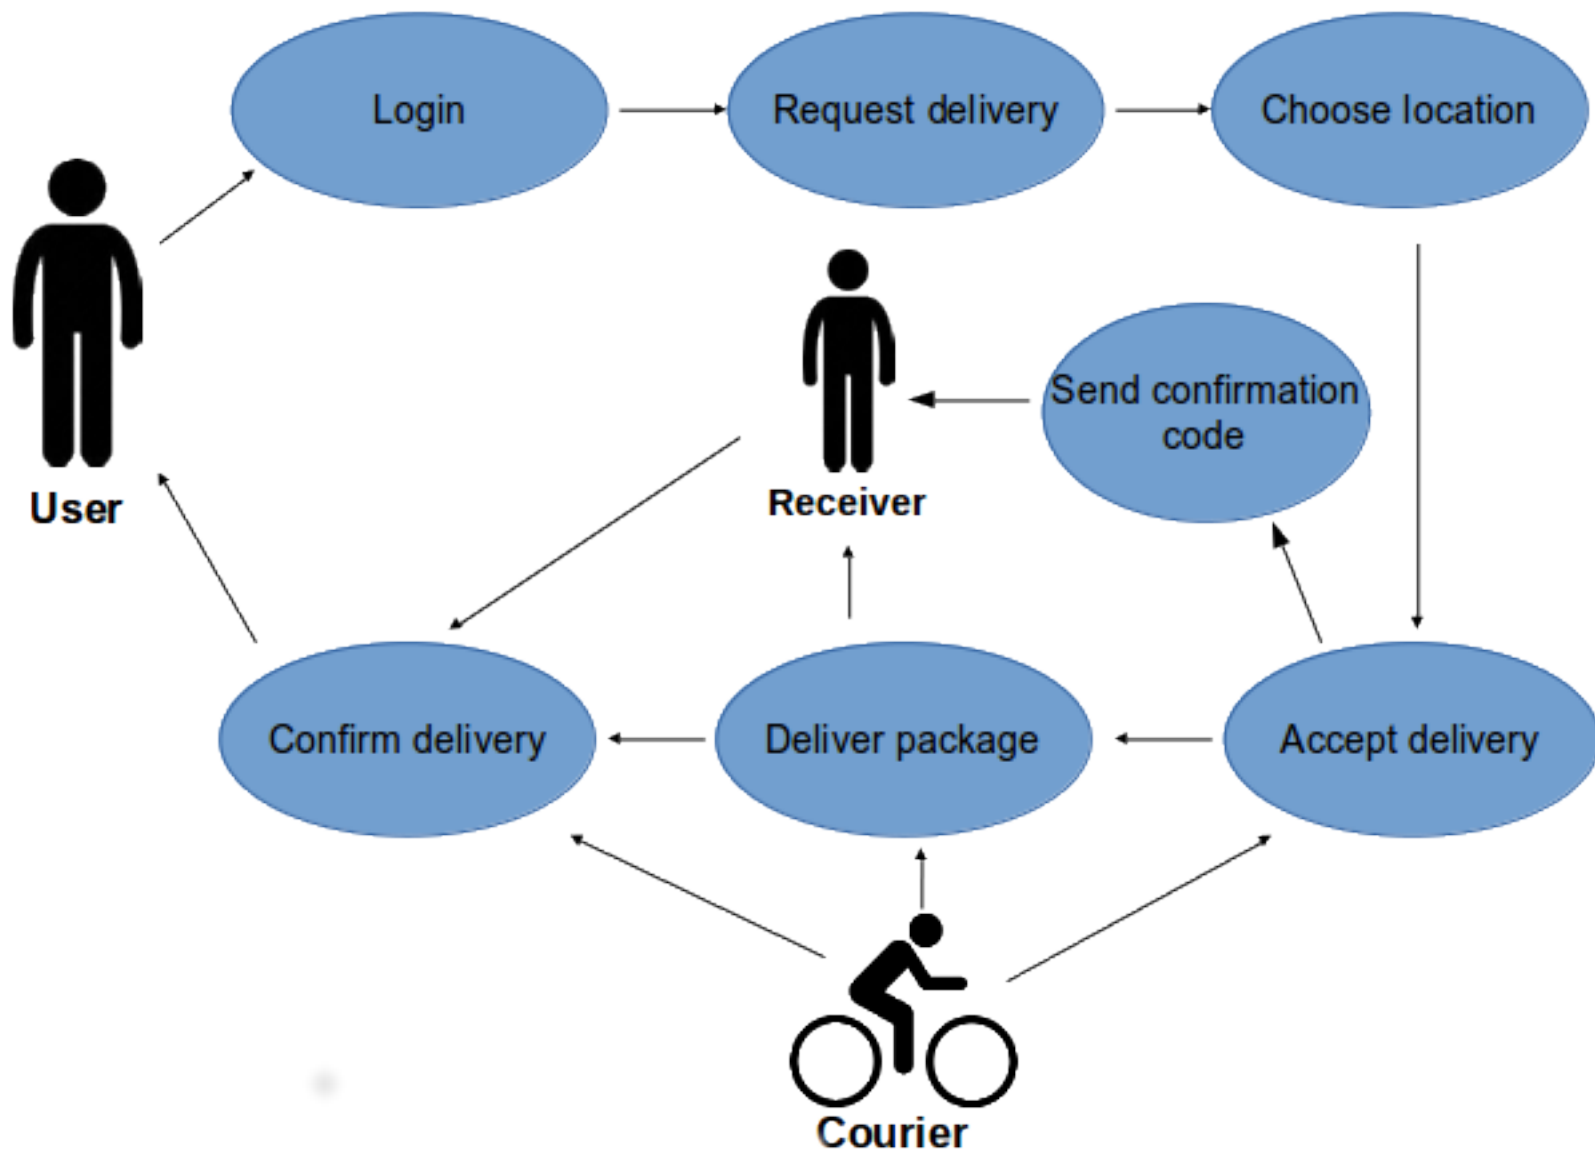 Login
Request delivery
Choose location
Send confirmation
code
User
Receiver
Confirm delivery
Deliver package
Accept delivery
Courier